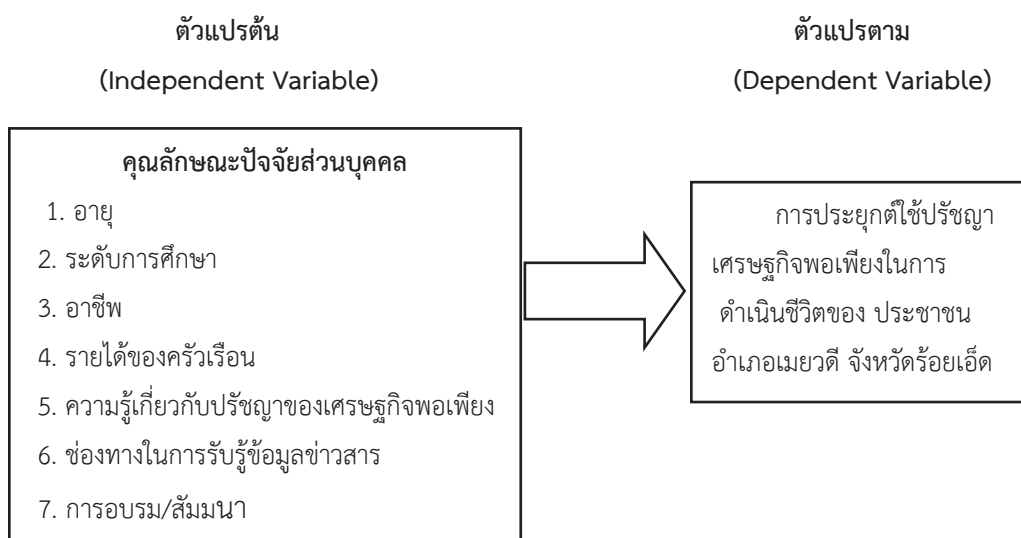 ตัวแปรต้น
(Independent Variable)
คุณลักษณะปัจจัยส่วนบุคคล
1. อายุ
2. ระดับการศึกษา
3. อาชีพ
4. รายได้ของครัวเรือน
5. ความรู้เกี่ยวกับปรัชญาของเศรษฐกิจพอเพียง
6. ช่องทางในการรับรู้ข้อมูลข่าวสาร
7. การอบรม/สัมมนา
ตัวแปรตาม
(Dependent Variable)
การประยุกต์ใช้ปรัชญา
เศรษฐกิจพอเพียงในการ
ดำเนินชีวิตของ ประชาชน
อำเภอเมยวดี จังหวัดร้อยเอ็ด